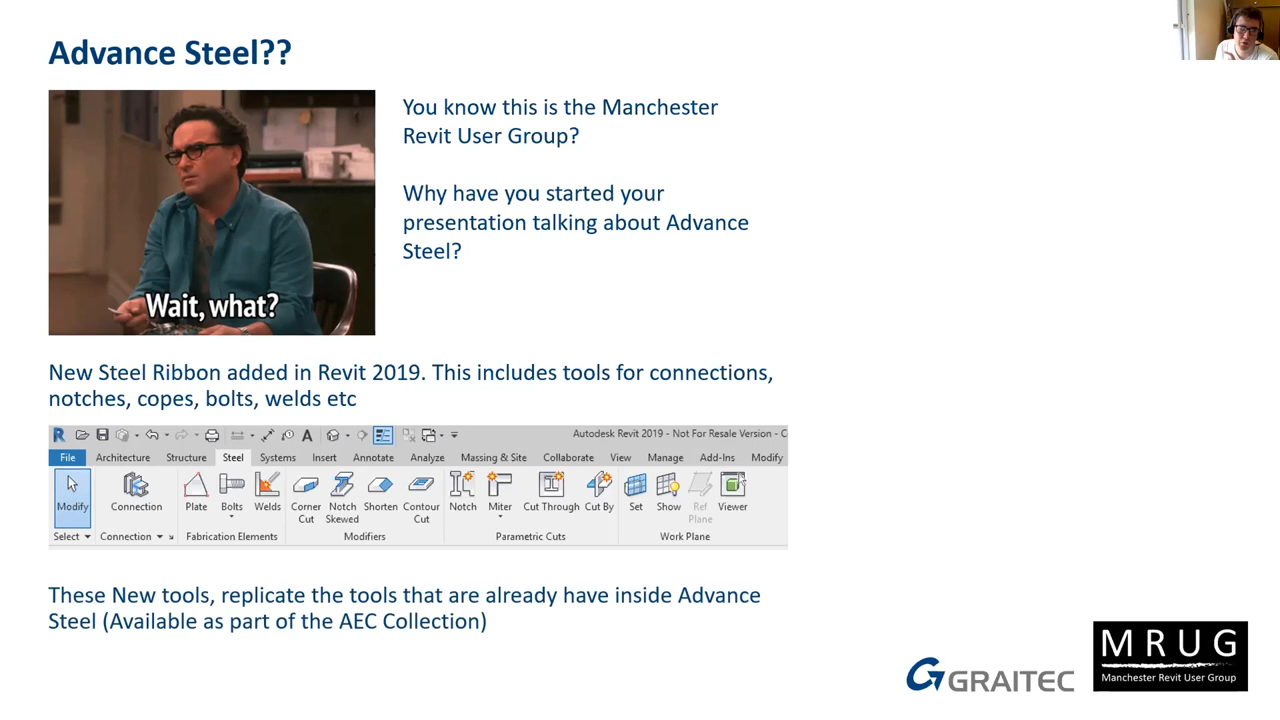 Advance Steel??
You know this is the Manchester
Revit User Group?
Why have you started your
presentation talking about Advance
Steel?
Wait, what?
New Steel Ribbon added in Revit 2019. This includes tools for connections,
notches, copes, bolts, welds etc
Autodesk Revit 2019 - Not For Resale Version - C
File Architecture Structure Steel Systems Insert Annotate Analyze Massing & Site Collaborate View Manage Add-Ins Modify
Modify Connection Plate Bolts Welds Corner Cut Notch Skewed Shorten Contour Cut Notch Miter Cut Through Cut By Set Show Ref Plane Viewer
Select Connection Fabrication Elements Modifiers Parametric Cuts Work Plane
These New tools, replicate the tools that are already have inside Advance
Steel (Available as part of the AEC Collection)
GRAITEC
MRUG
Manchester Revit User Group